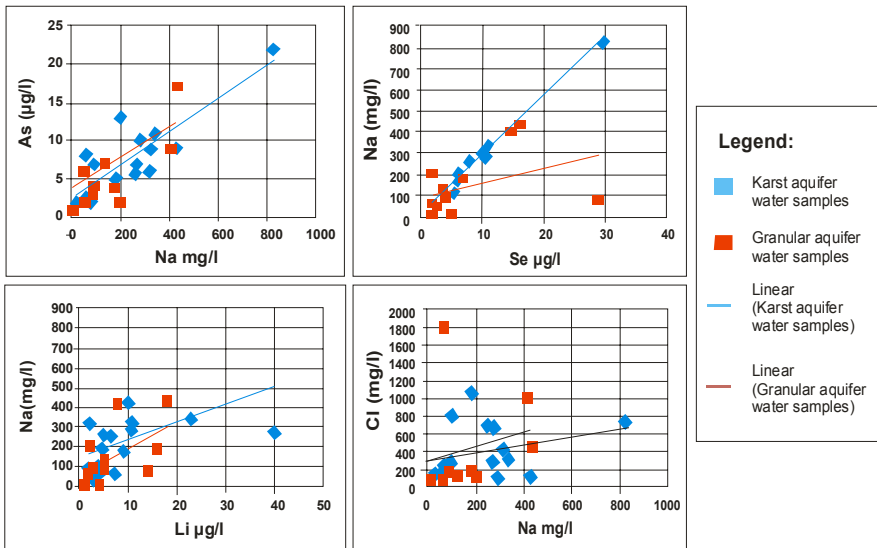 25
20
15
10
5
0
As (µg/l)
-0 200 400 600 800 1000
Na mg/l
900
800
700
600
500
400
300
200
100
0
Na (mg/l)
0 10 20 30 40
Se µg/l
900
800
700
600
500
400
300
200
100
0
Na(mg/l)
0 10 20 30 40 50
Li µg/l
2000
1800
1600
1400
1200
1000
800
600
400
200
0
Cl (mg/l)
0 200 400 600 800 1000
Na mg/l
Legend:
Karst aquifer
water samples
Granular aquifer
water samples
Linear
(Karst aquifer
water samples)
Linear
(Granular aquifer
water samples)